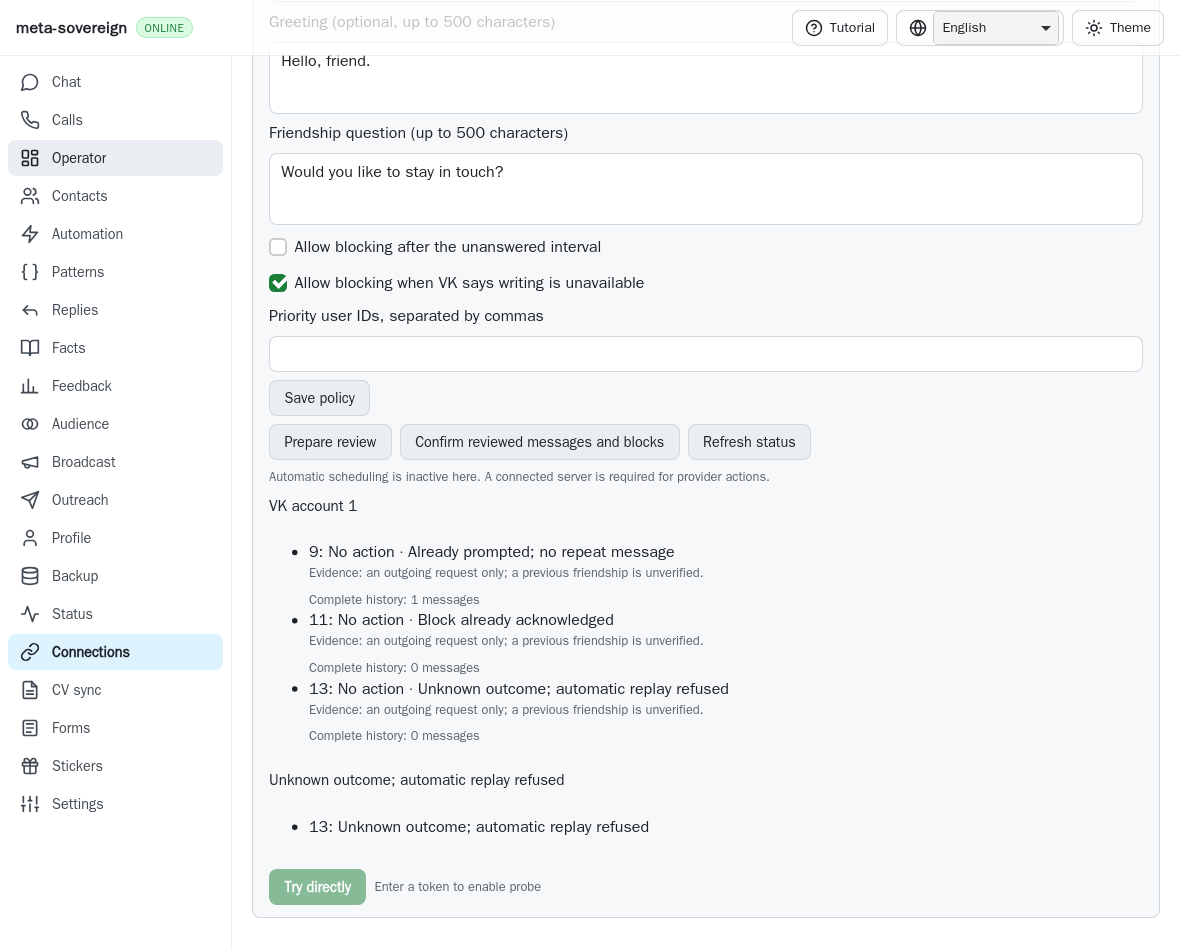 meta-sovereign ONLINE
Tutorial
English
Theme
Chat
Calls
Operator
Contacts
Automation
Patterns
Replies
Facts
Feedback
Audience
Broadcast
Outreach
Profile
Backup
Status
Connections
CV sync
Forms
Stickers
Settings
Greeting (optional, up to 500 characters)
Hello, friend.
Friendship question (up to 500 characters)
Would you like to stay in touch?
Allow blocking after the unanswered interval
Allow blocking when VK says writing is unavailable
Priority user IDs, separated by commas
Save policy
Prepare review
Confirm reviewed messages and blocks
Refresh status
Automatic scheduling is inactive here. A connected server is required for provider actions.
VK account 1
• 9: No action · Already prompted; no repeat message
Evidence: an outgoing request only; a previous friendship is unverified.
Complete history: 1 messages
• 11: No action · Block already acknowledged
Evidence: an outgoing request only; a previous friendship is unverified.
Complete history: 0 messages
• 13: No action · Unknown outcome; automatic replay refused
Evidence: an outgoing request only; a previous friendship is unverified.
Complete history: 0 messages
Unknown outcome; automatic replay refused
• 13: Unknown outcome; automatic replay refused
Try directly
Enter a token to enable probe